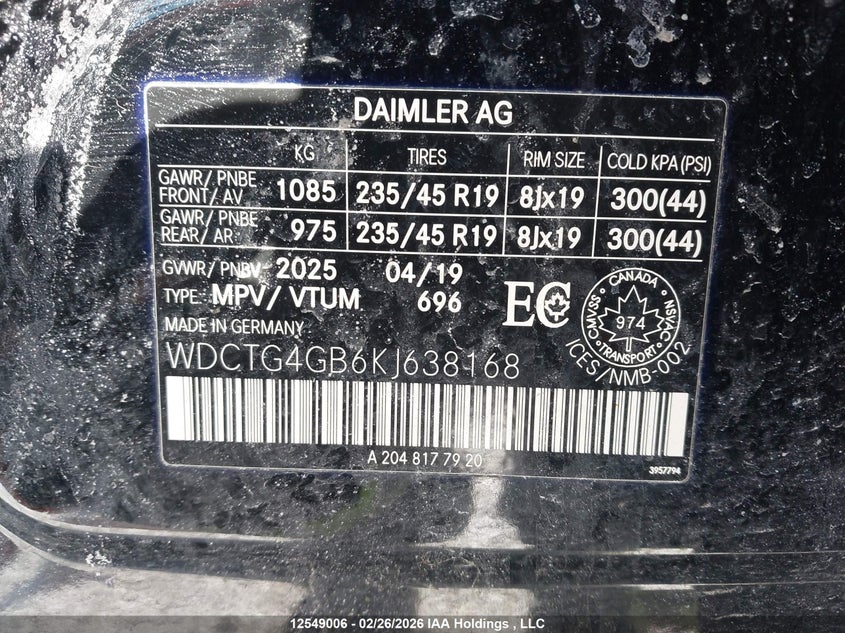 DAIMLER AG
KG TIRES RIM SIZE COLD KPA (PSI)
GAWR/ PNBE FRONT/ AV 1085 235/45 R19 8Jx19 300(44)
GAWR/ PNBE REAR/ AR 975 235/45 R19 8Jx19 300(44)
GVWR/ PNBV 2025 04/19
TYPE: MPV/ VTUM 696
EC
CANADA
CMVSS NSVAC
974
TRANSPORT
ICES/NMB-002
MADE IN GERMANY
WDCTG4GB6KJ638168
A 204 817 79 20
3957794
12549006 - 02/26/2026 IAA Holdings , LLC